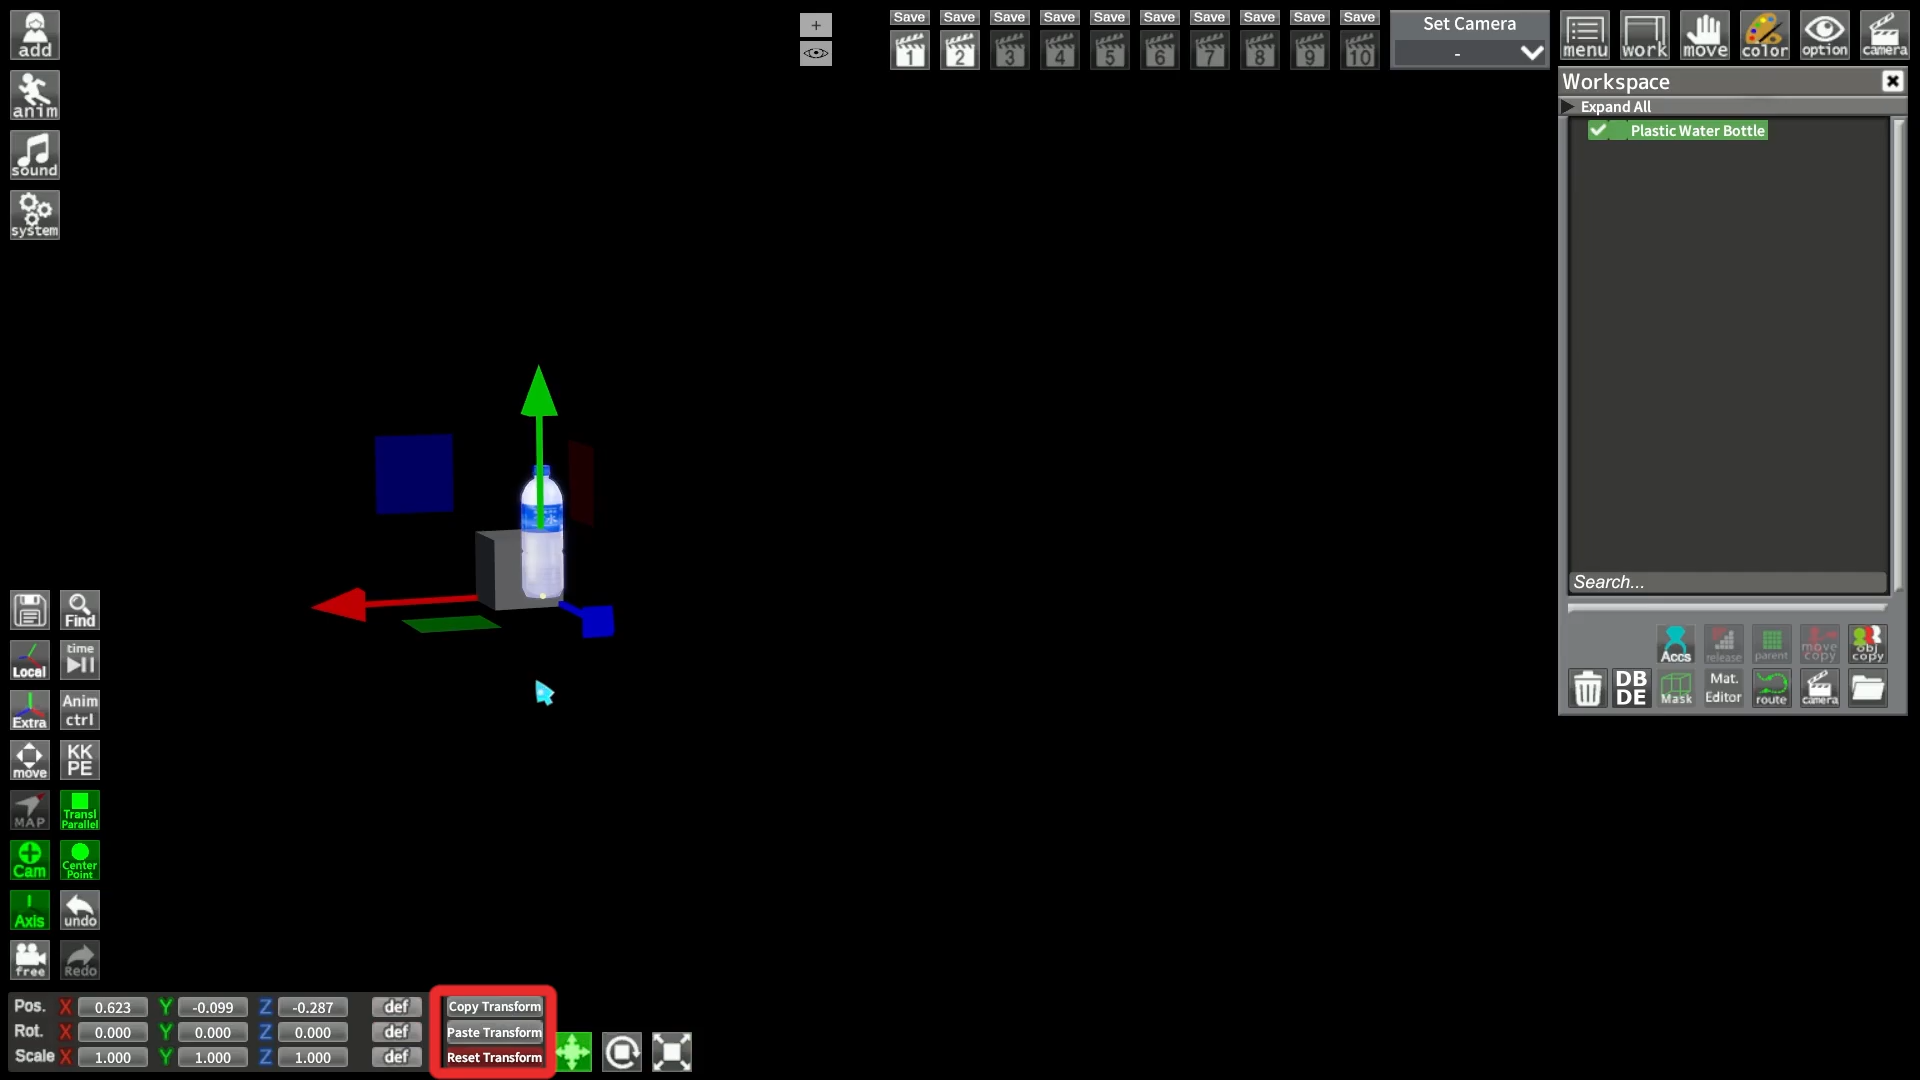 add
anim
sound
system
+
Save Save Save Save Save Save Save Save Save Save
1 2 3 4 5 6 7 8 9 10
Set Camera
-
menu work move color option camera
Workspace
Expand All
Plastic Water Bottle
Search...
Accs release parent move copy obj copy
DB DE Mask Mat. Editor route camera
Find
Local time
Extra Anim ctrl
move KK PE
MAP Transl Parallel
Cam Center Point
Axis undo
free Redo
Pos. X 0.623 Y -0.099 Z -0.287 def Copy Transform
Rot. X 0.000 Y 0.000 Z 0.000 def Paste Transform
Scale X 1.000 Y 1.000 Z 1.000 def Reset Transform